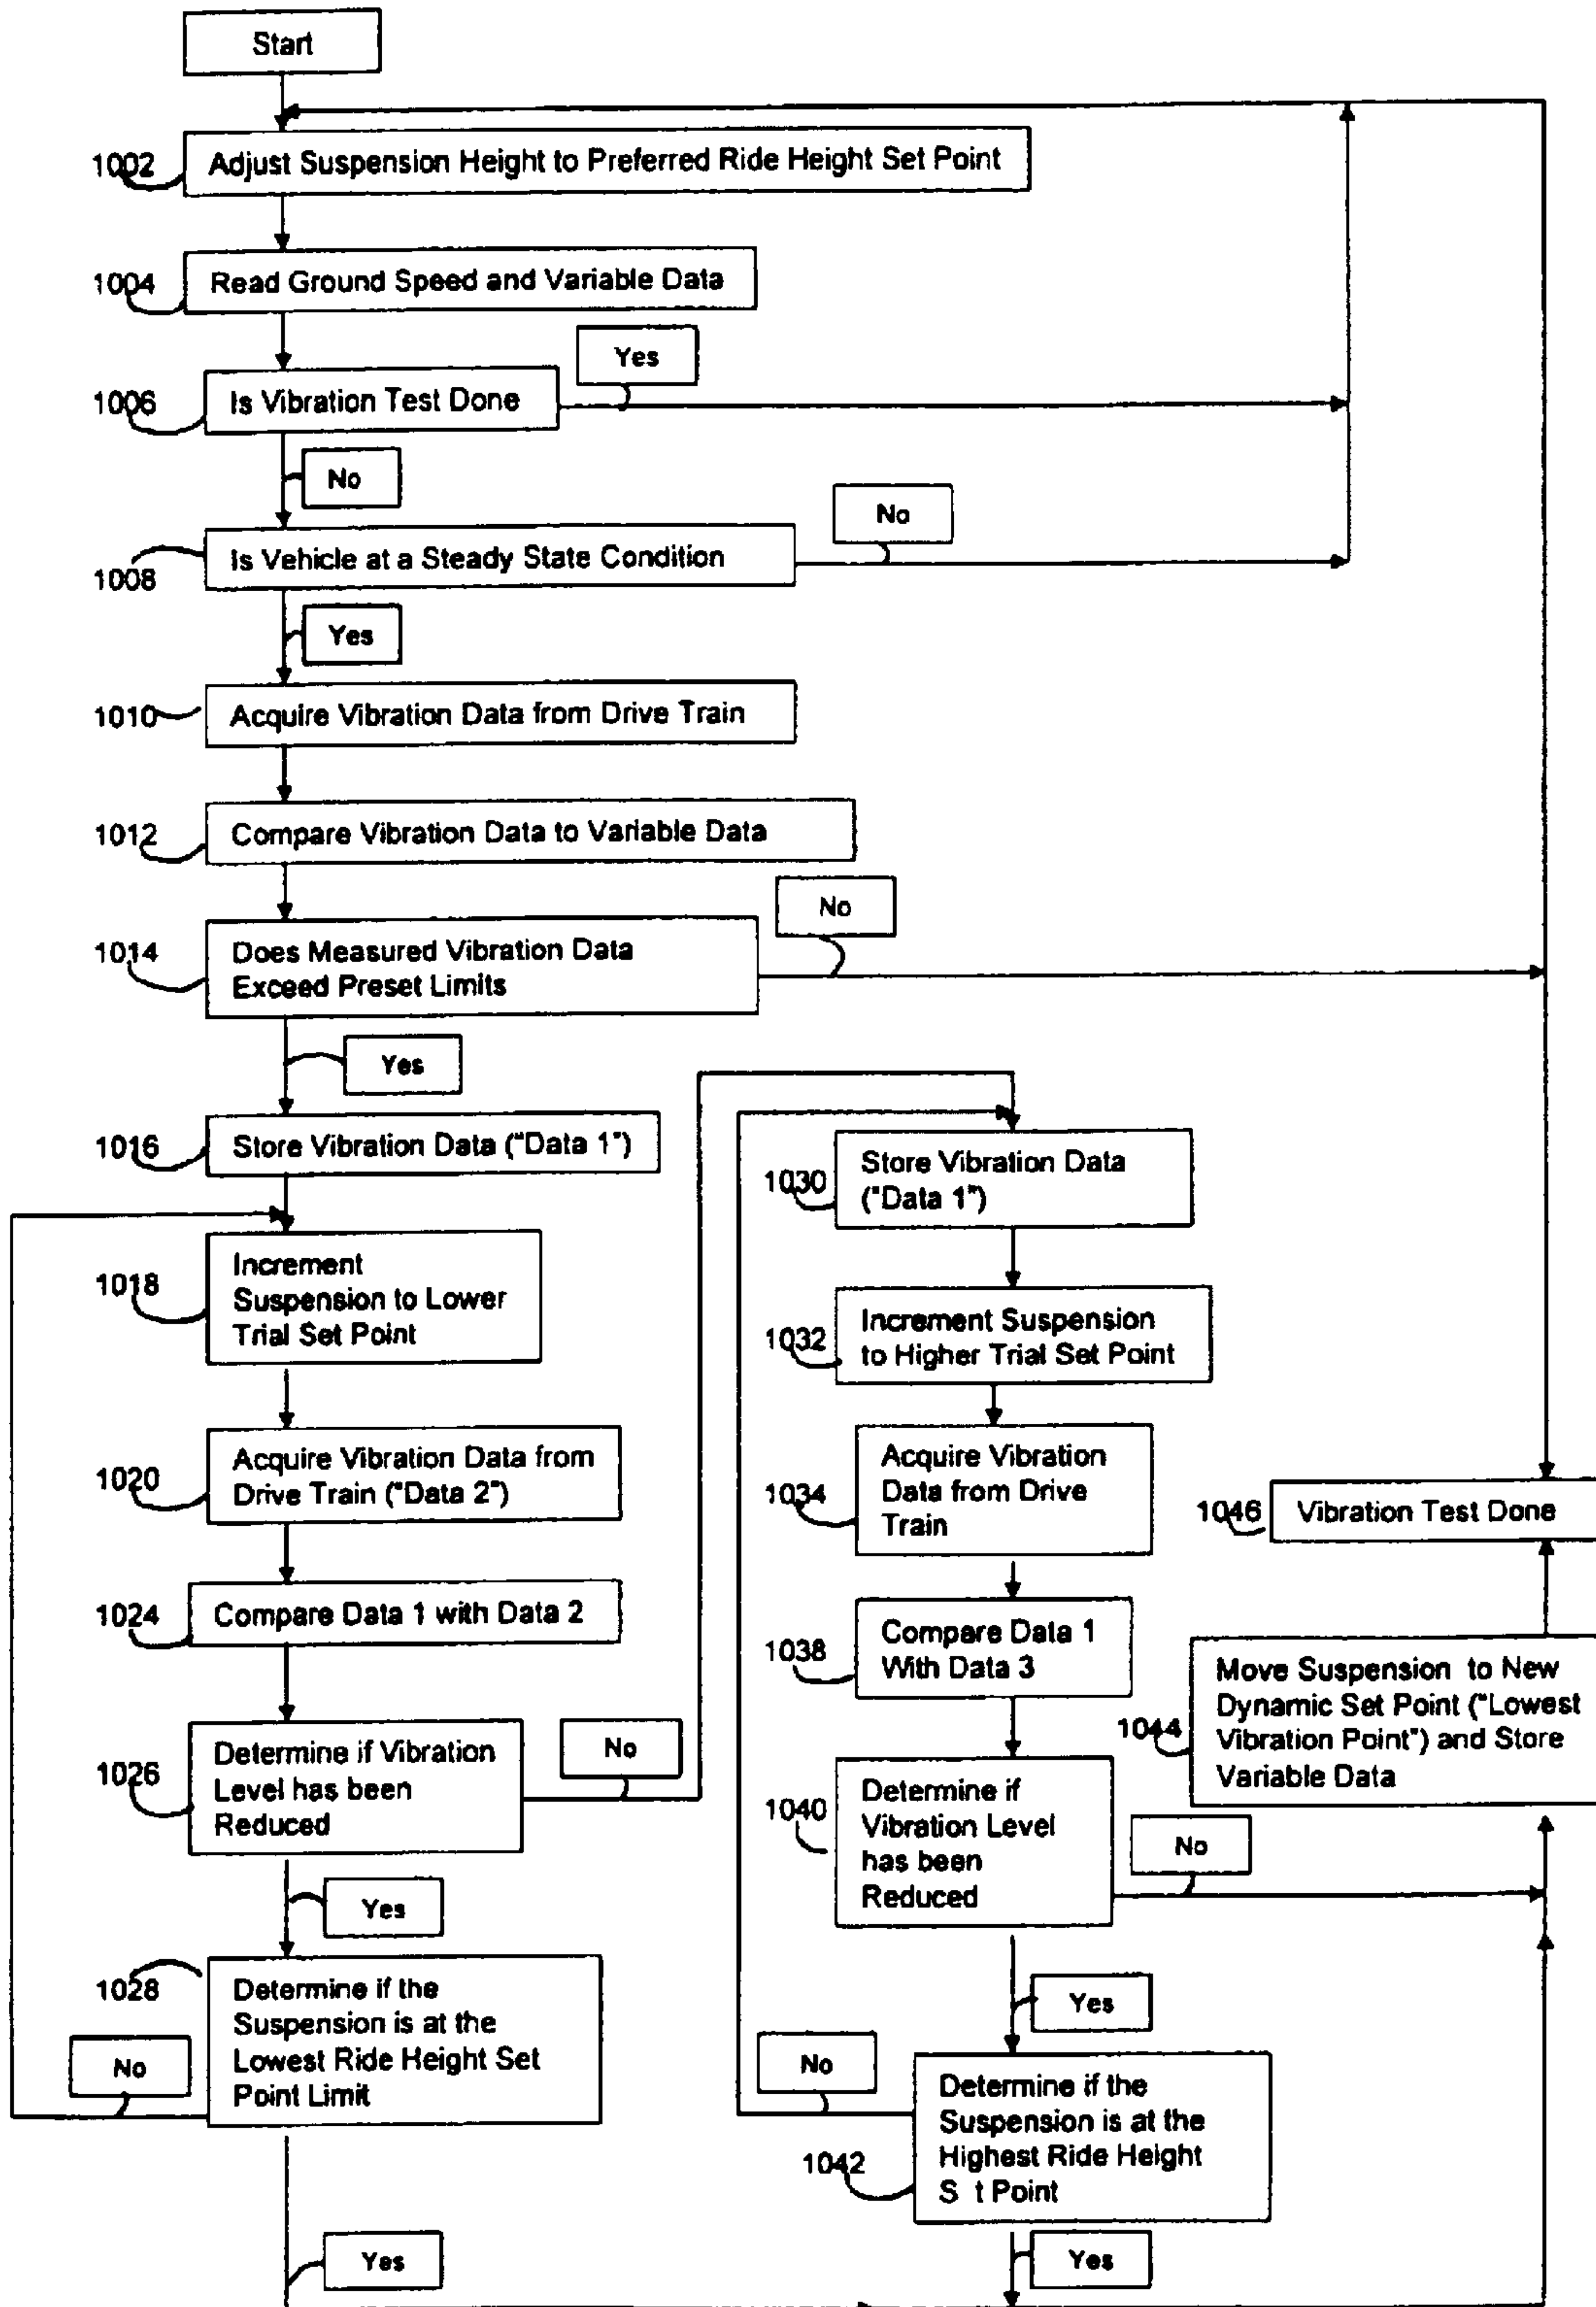 Start
1002
Adjust Suspension Height to Preferred Ride Height Set Point
1004
Read Ground Speed and Variable Data
Yes
1006
Is Vibration Test Done
No
No
1008
Is Vehicle at a Steady State Condition
Yes
1010
Acquire Vibration Data from Drive Train
1012
Compare Vibration Data to Variable Data
No
1014
Does Measured Vibration Data
Exceed Preset Limits
Yes
1016
Store Vibration Data ("Data 1")
1018
Increment
Suspension to Lower
Trial Set Point
1020
Acquire Vibration Data from
Drive Train ("Data 2")
1024
Compare Data 1 with Data 2
1026
Determine if Vibration
Level has been
Reduced
No
Yes
1028
Determine if the
Suspension is at the
Lowest Ride Height Set
Point Limit
No
Yes
1030
Store Vibration Data
("Data 1")
1032
Increment Suspension
to Higher Trial Set Point
1034
Acquire Vibration
Data from Drive
Train
1038
Compare Data 1
With Data 3
1040
Determine if
Vibration Level
has been
Reduced
No
Yes
No
1042
Determine if the
Suspension is at the
Highest Ride Height
S t Point
Yes
1046
Vibration Test Done
1044
Move Suspension to New
Dynamic Set Point ("Lowest
Vibration Point") and Store
Variable Data